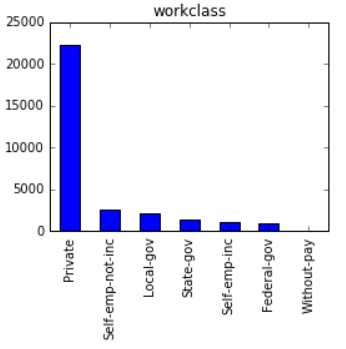 workclass
25000
20000
15000
10000
5000
0
Private
Self-emp-not-inc
Local-gov
State-gov
Self-emp-inc
Federal-gov
Without-pay